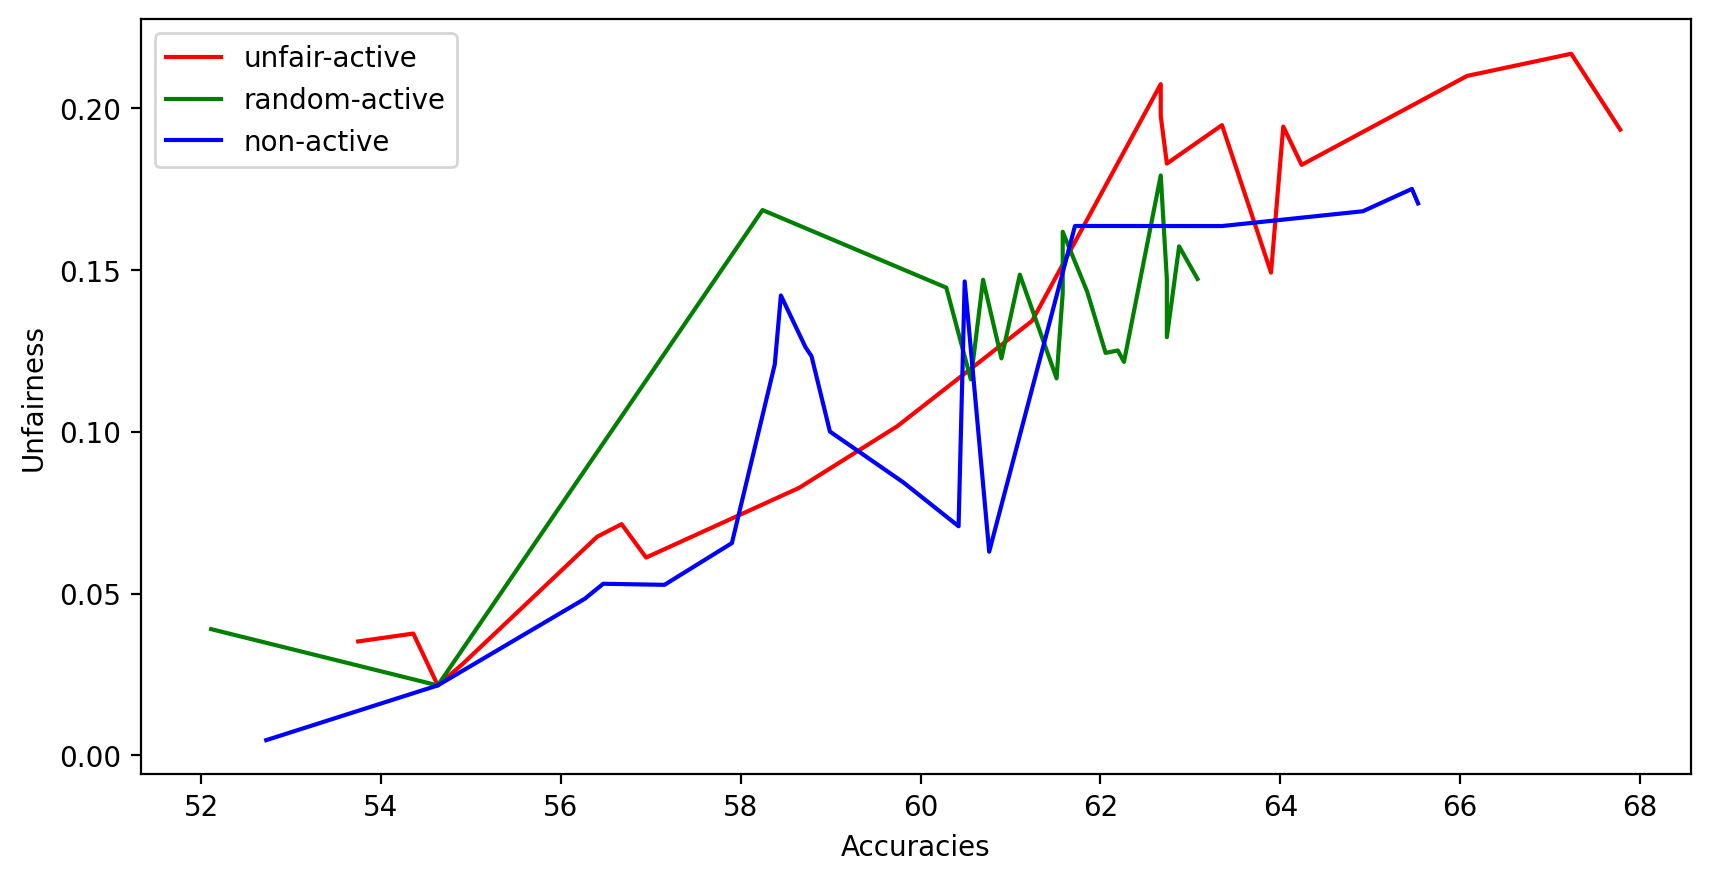 unfair-active
random-active
non-active
0.20
0.15
0.10
0.05
0.00
Unfairness
52 54 56 58 60 62 64 66 68
Accuracies